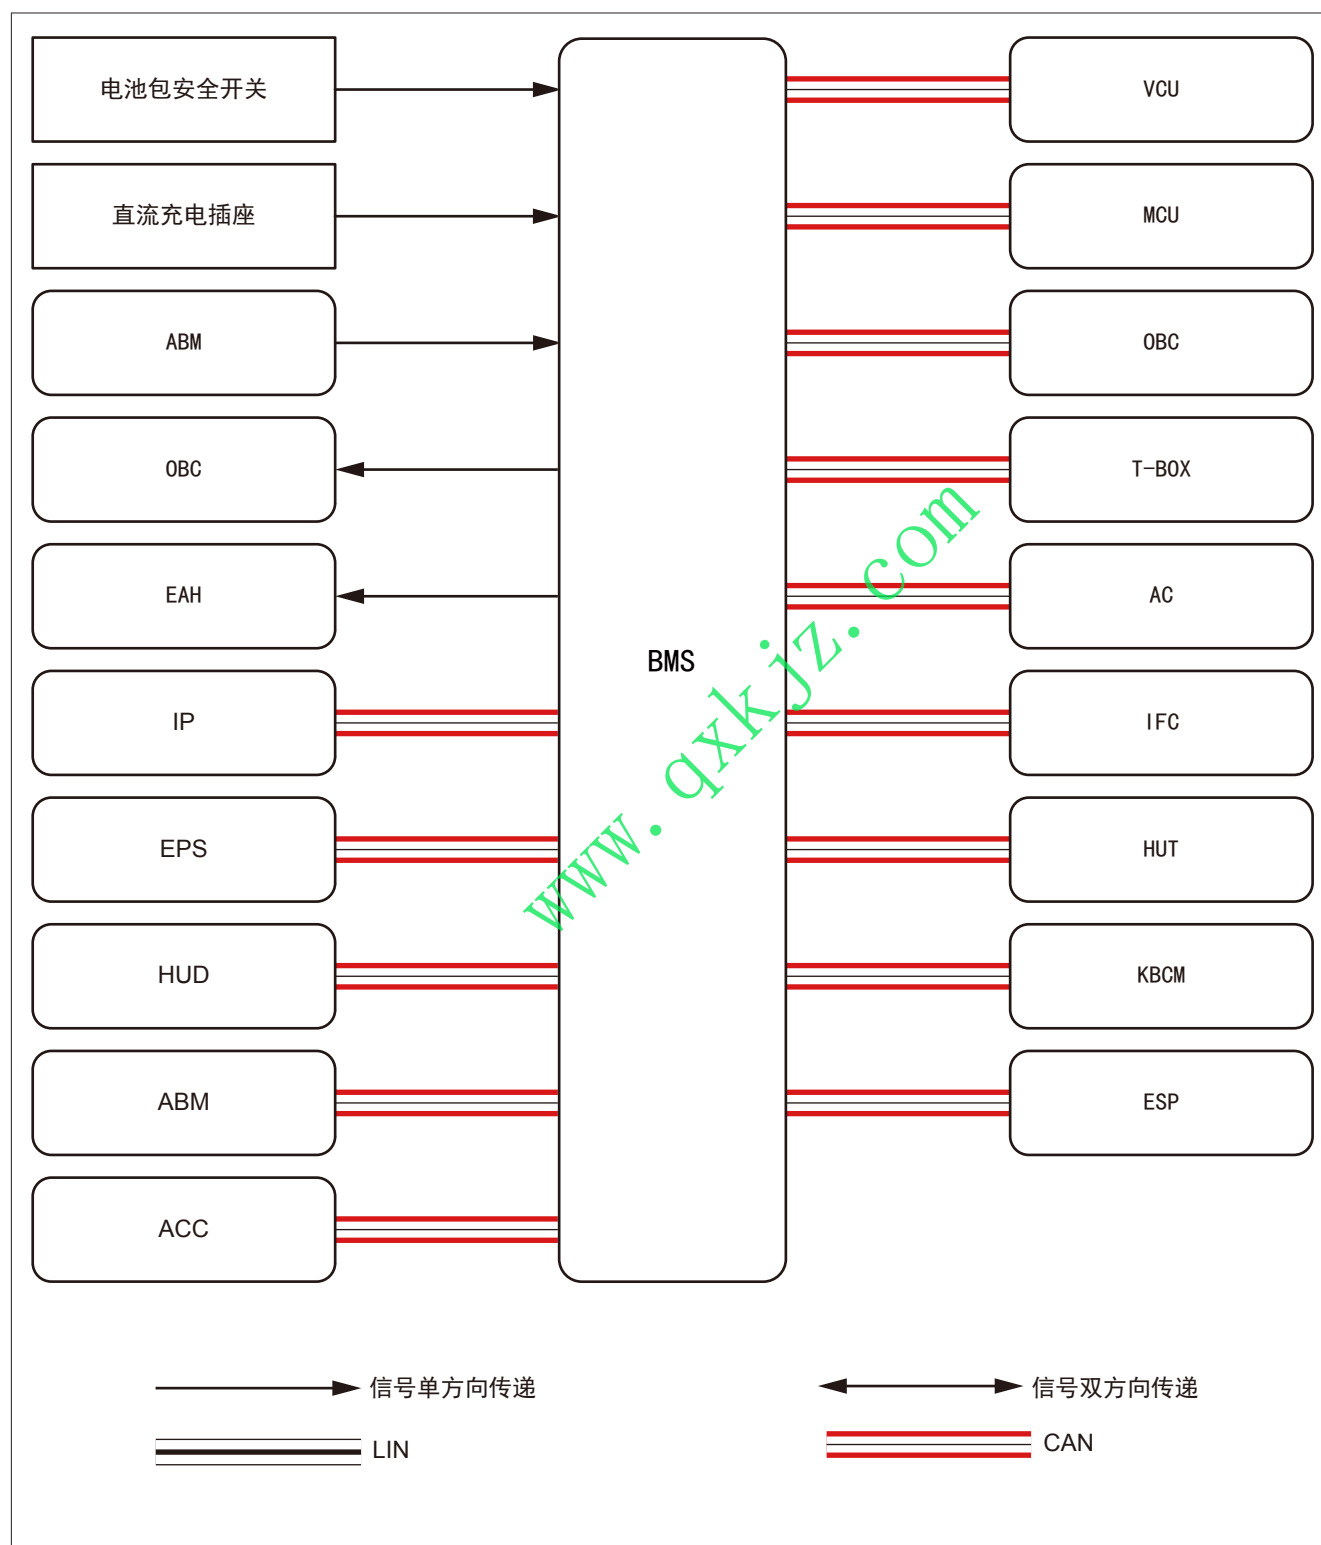 电池包安全开关
直流充电插座
ABM
OBC
EAH
IP
EPS
HUD
ABM
ACC
BMS
VCU
MCU
OBC
T-BOX
AC
IFC
HUT
KBCM
ESP
www.qxkjz.com
信号单方向传递
信号双方向传递
LIN
CAN